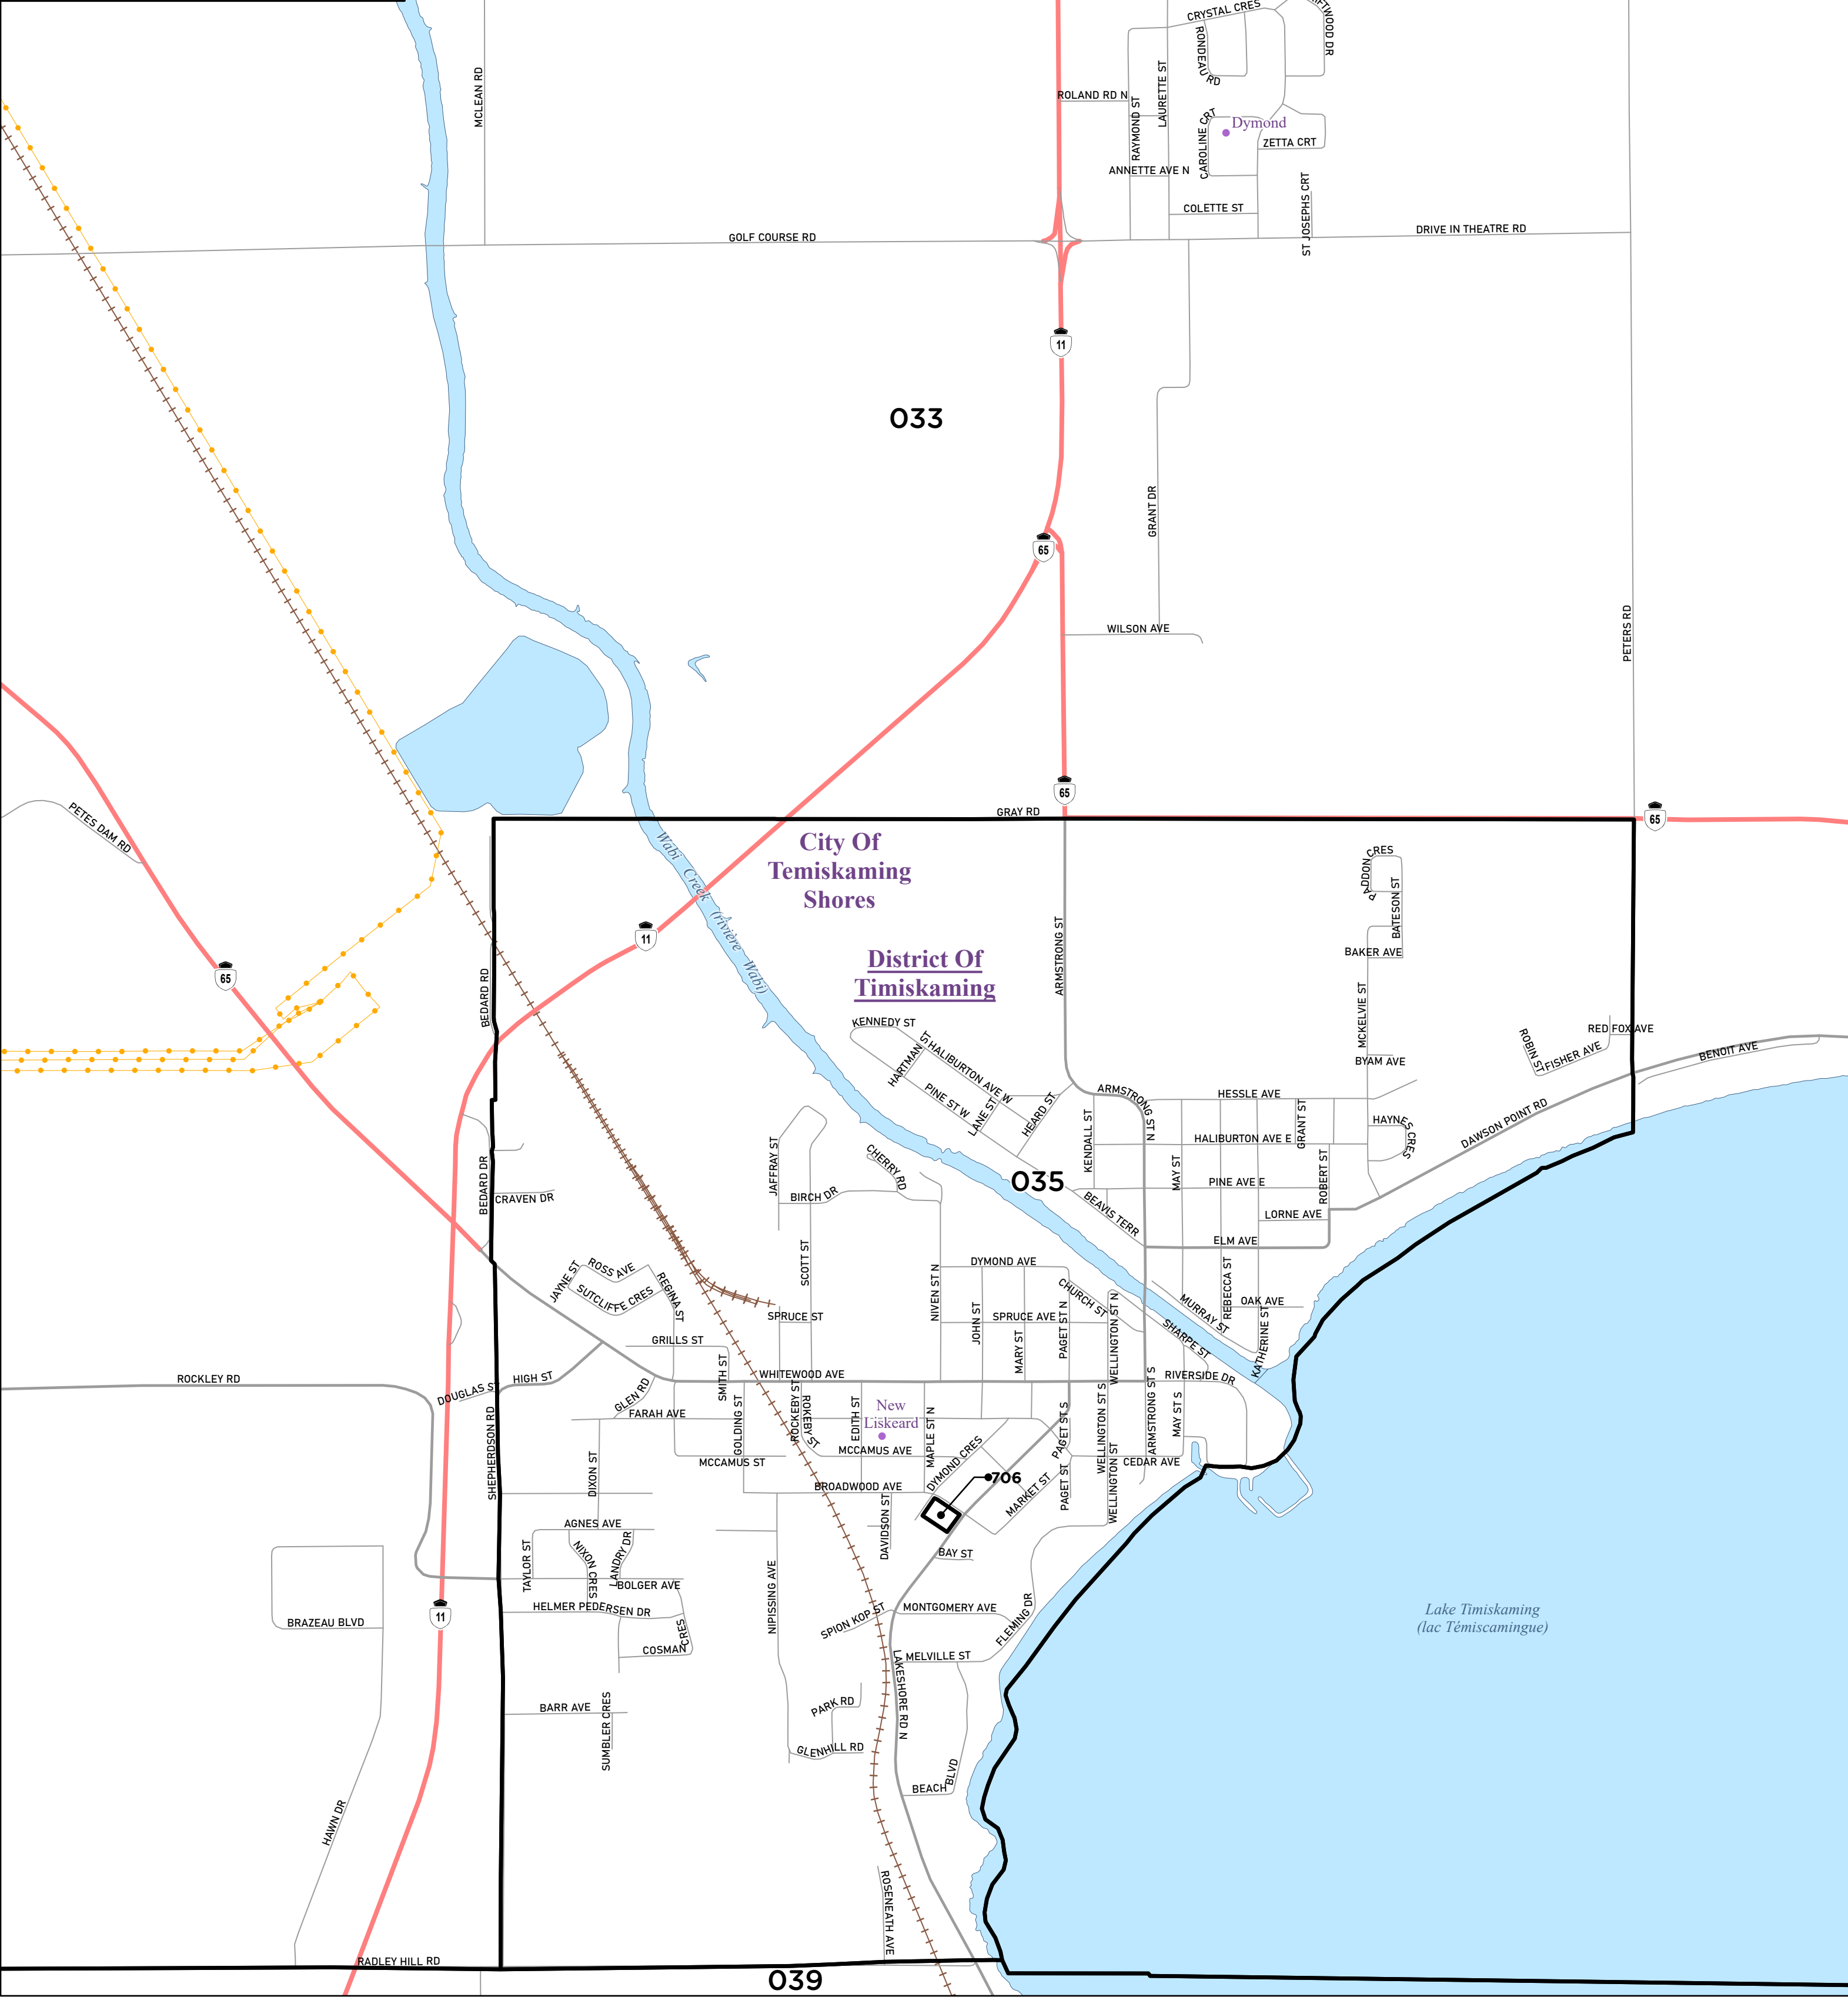 CRYSTAL CRES
RONDEAU RD
MCLEAN RD
LAURETTE ST
ROLAND RD N
RAYMOND ST
CAROLINE CRT
Dymond
ZETTA CRT
ANNETTE AVE N
ST JOSEPHS CRT
COLETTE ST
GOLF COURSE RD
DRIVE IN THEATRE RD
11
033
GRANT DR
65
WILSON AVE
PETERS RD
65
PETES DAM RD
GRAY RD
65
City Of
Temiskaming
Shores
Wabi Creek (rivière Wabi)
PADDON CRES
BATESON ST
11
BAKER AVE
65
BEDARD RD
District Of
Timiskaming
ARMSTRONG ST
MCKELVIE ST
KENNEDY ST
HARTMAN ST
HALIBURTON AVE W
RED FOX AVE
ROBIN ST
FISHER AVE
BENOIT AVE
BYAM AVE
PINE ST W
LANE ST
HEARD ST
ARMSTRONG ST N
HESSLE AVE
GRANT ST
HAYNES CRES
DAWSON POINT RD
KENDALL ST
HALIBURTON AVE E
JAFFRAY ST
CHERRY RD
BEDARD DR
CRAVEN DR
BIRCH DR
035
MAY ST
PINE AVE E
ROBERT ST
BEAVIS TERR
LORNE AVE
ELM AVE
SCOTT ST
JAYNE ST
ROSS AVE
SUTCLIFFE CRES
REGINA ST
DYMOND AVE
NIVEN ST N
CHURCH ST
REBECCA ST
MURRAY ST
OAK AVE
KATHERINE ST
SPRUCE ST
JOHN ST
SPRUCE AVE
MARY ST
PAGET ST N
WELLINGTON ST N
SHARPE ST
GRILLS ST
SMITH ST
WHITEWOOD AVE
RIVERSIDE DR
ROCKLEY RD
DOUGLAS ST
HIGH ST
GLEN RD
FARAH AVE
GOLDING ST
ROCKEBY ST
ROKEBY ST
EDITH ST
New
Liskeard
MAPLE ST N
PAGET ST S
WELLINGTON ST S
ARMSTRONG ST S
MAY ST S
SHEPHERDSON RD
DIXON ST
MCCAMUS ST
MCCAMUS AVE
DYMOND CRES
CEDAR AVE
BROADWOOD AVE
706
MARKET ST
PAGET ST
WELLINGTON ST
DAVIDSON ST
AGNES AVE
TAYLOR ST
NIXON CRES
LANDRY DR
BOLGER AVE
BAY ST
NIPISSING AVE
HELMER PEDERSEN DR
SPION KOP ST
MONTGOMERY AVE
FLEMING DR
11
BRAZEAU BLVD
COSMAN CRES
MELVILLE ST
Lake Timiskaming
(lac Témiscamingue)
LAKESHORE RD N
BARR AVE
SUMBLER CRES
PARK RD
GLENHILL RD
BEACH BLVD
HAWN DR
ROSENEATH AVE
RADLEY HILL RD
039